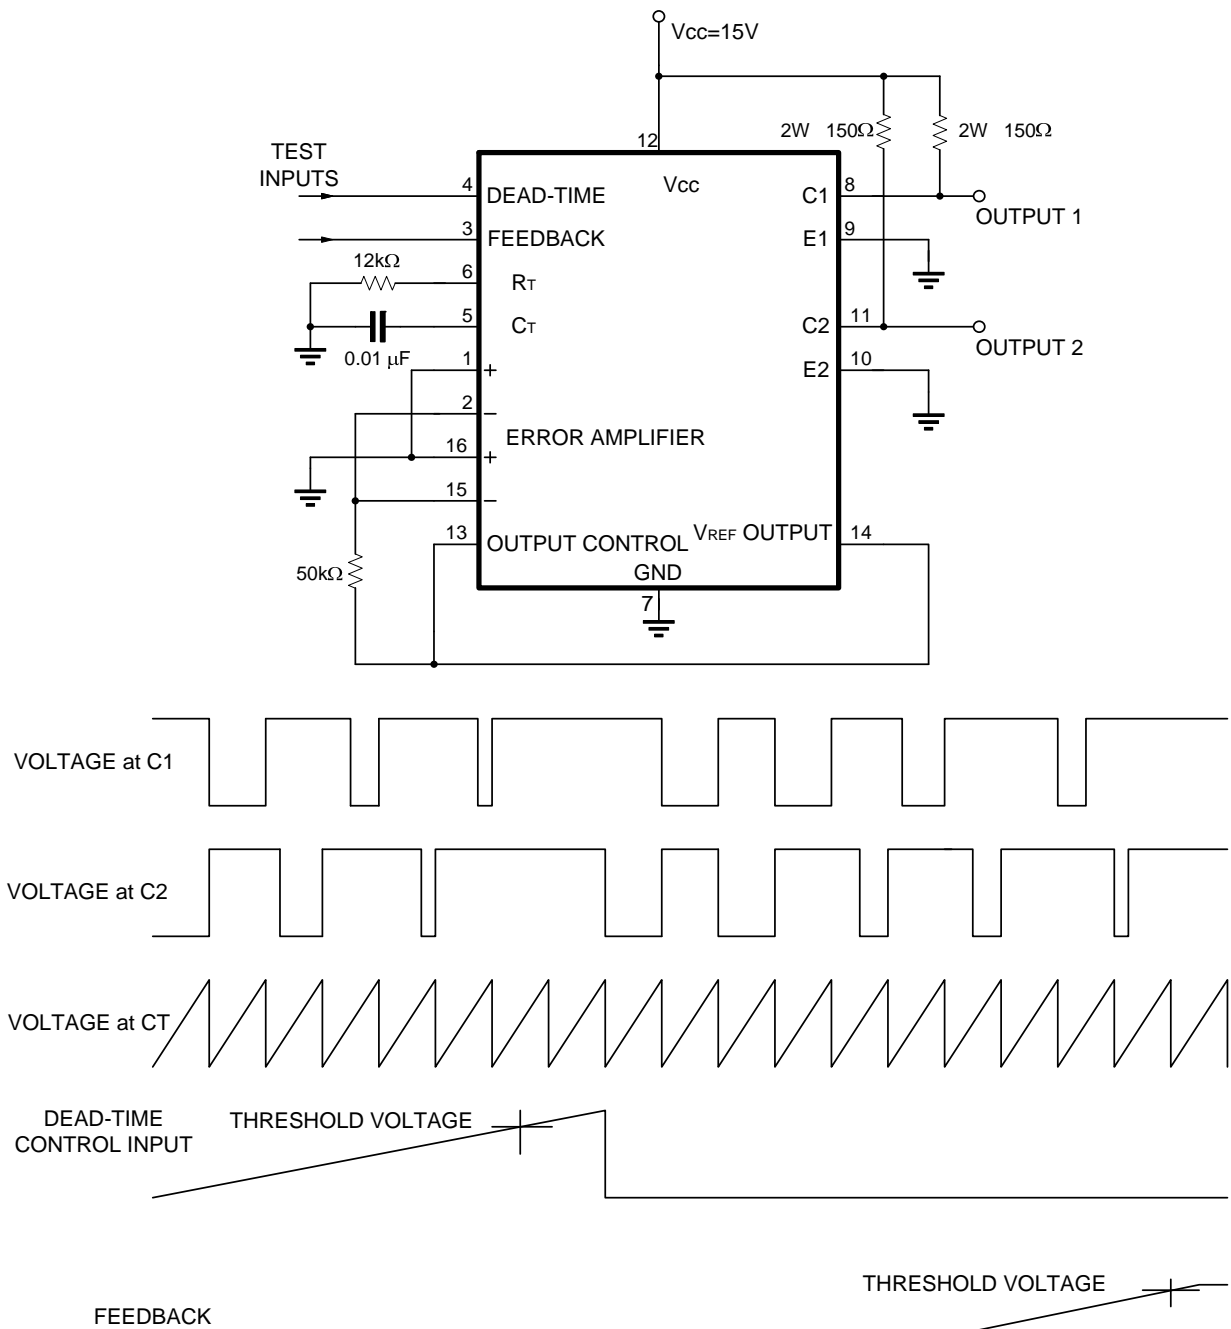 Vcc=15V
2W 150Ω
2W 150Ω
12
TEST
INPUTS
Vcc
4
DEAD-TIME
C1
8
OUTPUT 1
3
FEEDBACK
E1
9
12kΩ
6
RT
5
CT
C2
11
OUTPUT 2
0.01 μF
1
+
E2
10
2
−
ERROR AMPLIFIER
16
+
15
−
13
OUTPUT CONTROL
VREF OUTPUT
14
50kΩ
GND
7
VOLTAGE at C1
VOLTAGE at C2
VOLTAGE at CT
DEAD-TIME
CONTROL INPUT
THRESHOLD VOLTAGE
THRESHOLD VOLTAGE
FEEDBACK